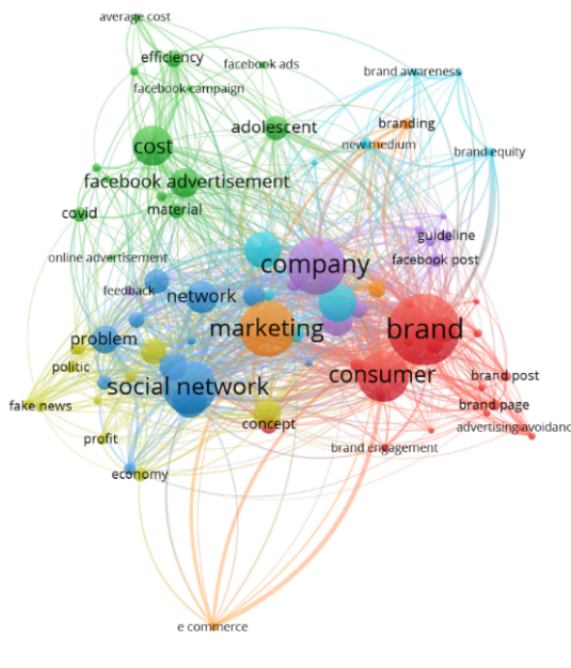 average cost
efficiency
facebook ads
brand awareness
facebook campaign
adolescent
branding
cost
new medium
brand equity
facebook advertisement
covid
material
guideline
online advertisement
company
facebook post
feedback
network
marketing
brand
problem
politic
consumer
brand post
social network
fake news
brand page
concept
advertising avoidanc
profit
brand engagement
economy
e commerce